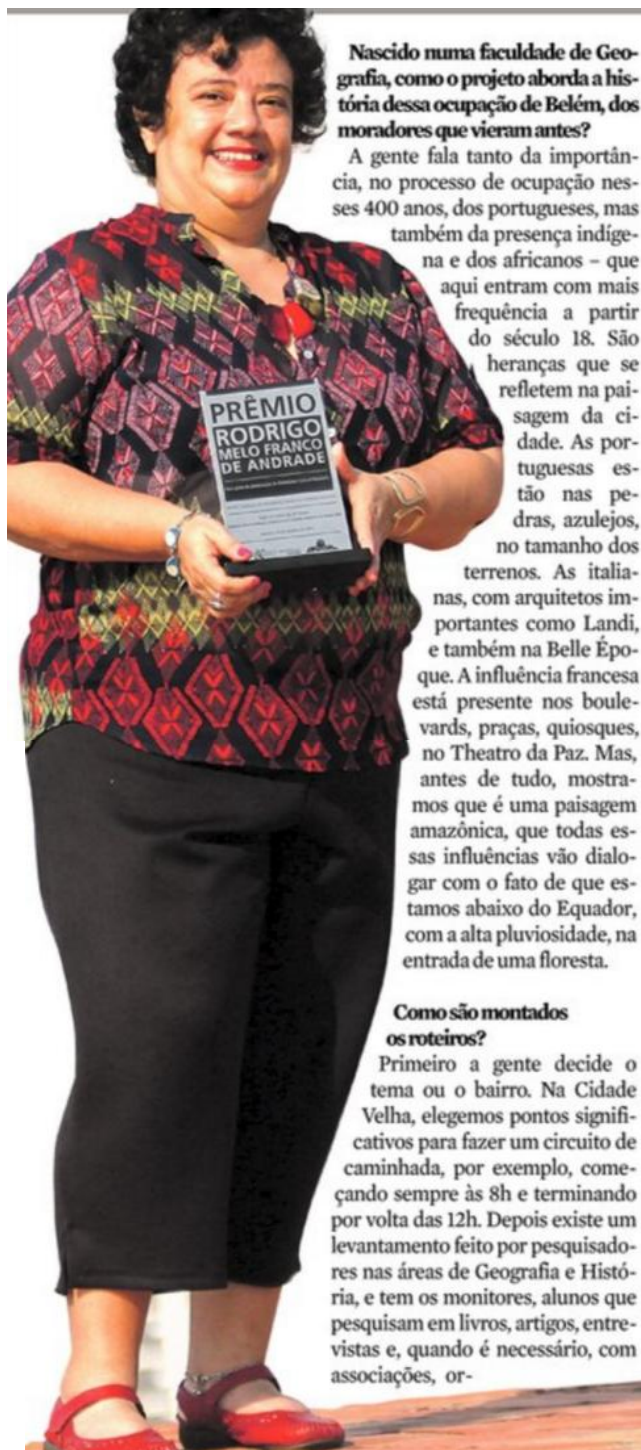 Nascido numa faculdade de Geo-
grafia, como o projeto aborda a his-
tória dessa ocupação de Belém, dos
moradores que vieram antes?
A gente fala tanto da importân-
cia, no processo de ocupação nes-
ses 400 anos, dos portugueses, mas
também da presença indíge-
na e dos africanos – que
aqui entram com mais
frequência a partir
do século 18. São
heranças que se
refletem na pai-
sagem da ci-
dade. As por-
tuguesas es-
tão nas pe-
dras, azulejos,
no tamanho dos
terrenos. As italia-
nas, com arquitetos im-
portantes como Landi,
e também na Belle Épo-
que. A influência francesa
está presente nos boule-
vards, praças, quiosques,
no Theatro da Paz. Mas,
antes de tudo, mostra-
mos que é uma paisagem
amazônica, que todas es-
sas influências vão dialo-
gar com o fato de que es-
tamos abaixo do Equador,
com a alta pluviosidade, na
entrada de uma floresta.
Como são montados
os roteiros?
Primeiro a gente decide o
tema ou o bairro. Na Cidade
Velha, elegemos pontos signifi-
cativos para fazer um circuito de
caminhada, por exemplo, come-
çando sempre às 8h e terminando
por volta das 12h. Depois existe um
levantamento feito por pesquisado-
res nas áreas de Geografia e Histó-
ria, e tem os monitores, alunos que
pesquisam em livros, artigos, entre-
vistas e, quando é necessário, com
associações, or-
PRÊMIO
RODRIGO
MELO FRANCO
DE ANDRADE